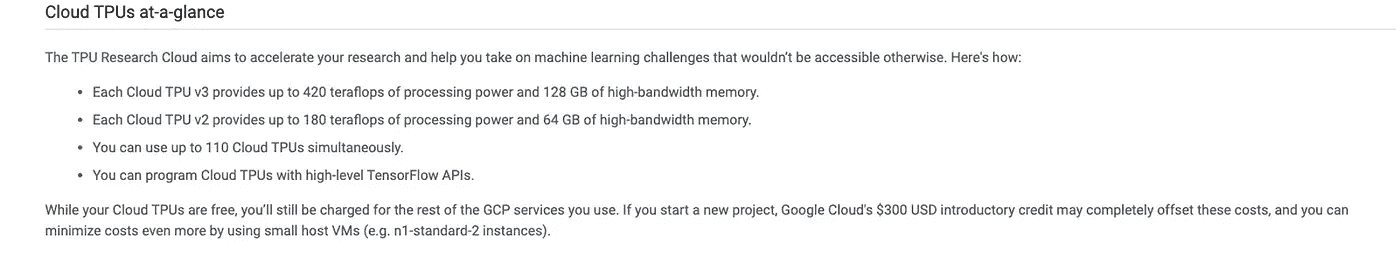 Cloud TPUs at-a-glance
The TPU Research Cloud aims to accelerate your research and help you take on machine learning challenges that wouldn't be accessible otherwise. Here's how:
• Each Cloud TPU v3 provides up to 420 teraflops of processing power and 128 GB of high-bandwidth memory.
• Each Cloud TPU v2 provides up to 180 teraflops of processing power and 64 GB of high-bandwidth memory.
• You can use up to 110 Cloud TPUs simultaneously.
• You can program Cloud TPUs with high-level TensorFlow APIs.
While your Cloud TPUs are free, you'll still be charged for the rest of the GCP services you use. If you start a new project, Google Cloud's $300 USD introductory credit may completely offset these costs, and you can
minimize costs even more by using small host VMs (e.g. n1-standard-2 instances).